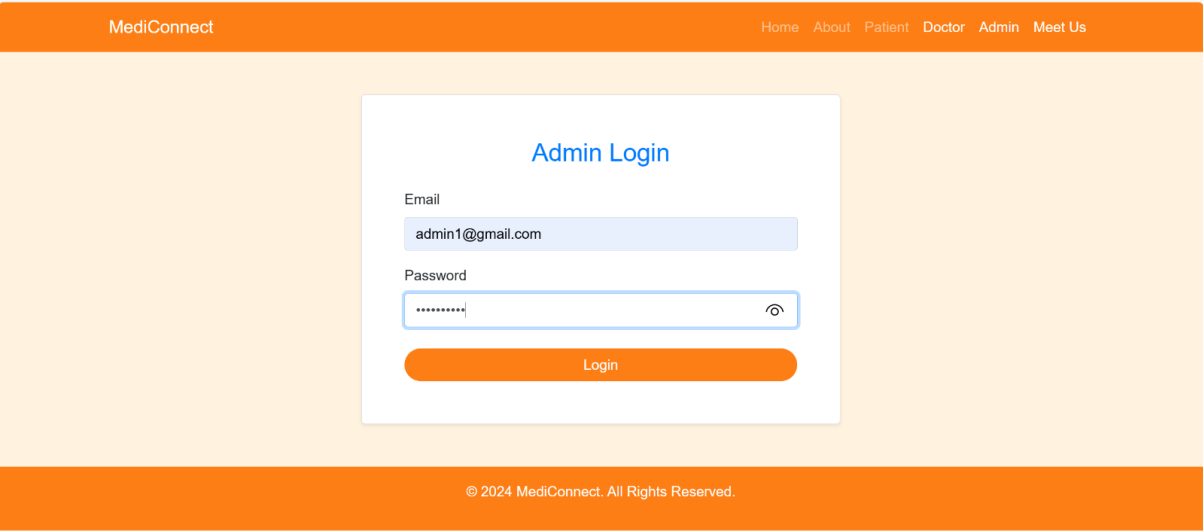 MediConnect Home About Patient Doctor Admin Meet Us
Admin Login
Email
admin1@gmail.com
Password
••••••••••
Login
© 2024 MediConnect. All Rights Reserved.